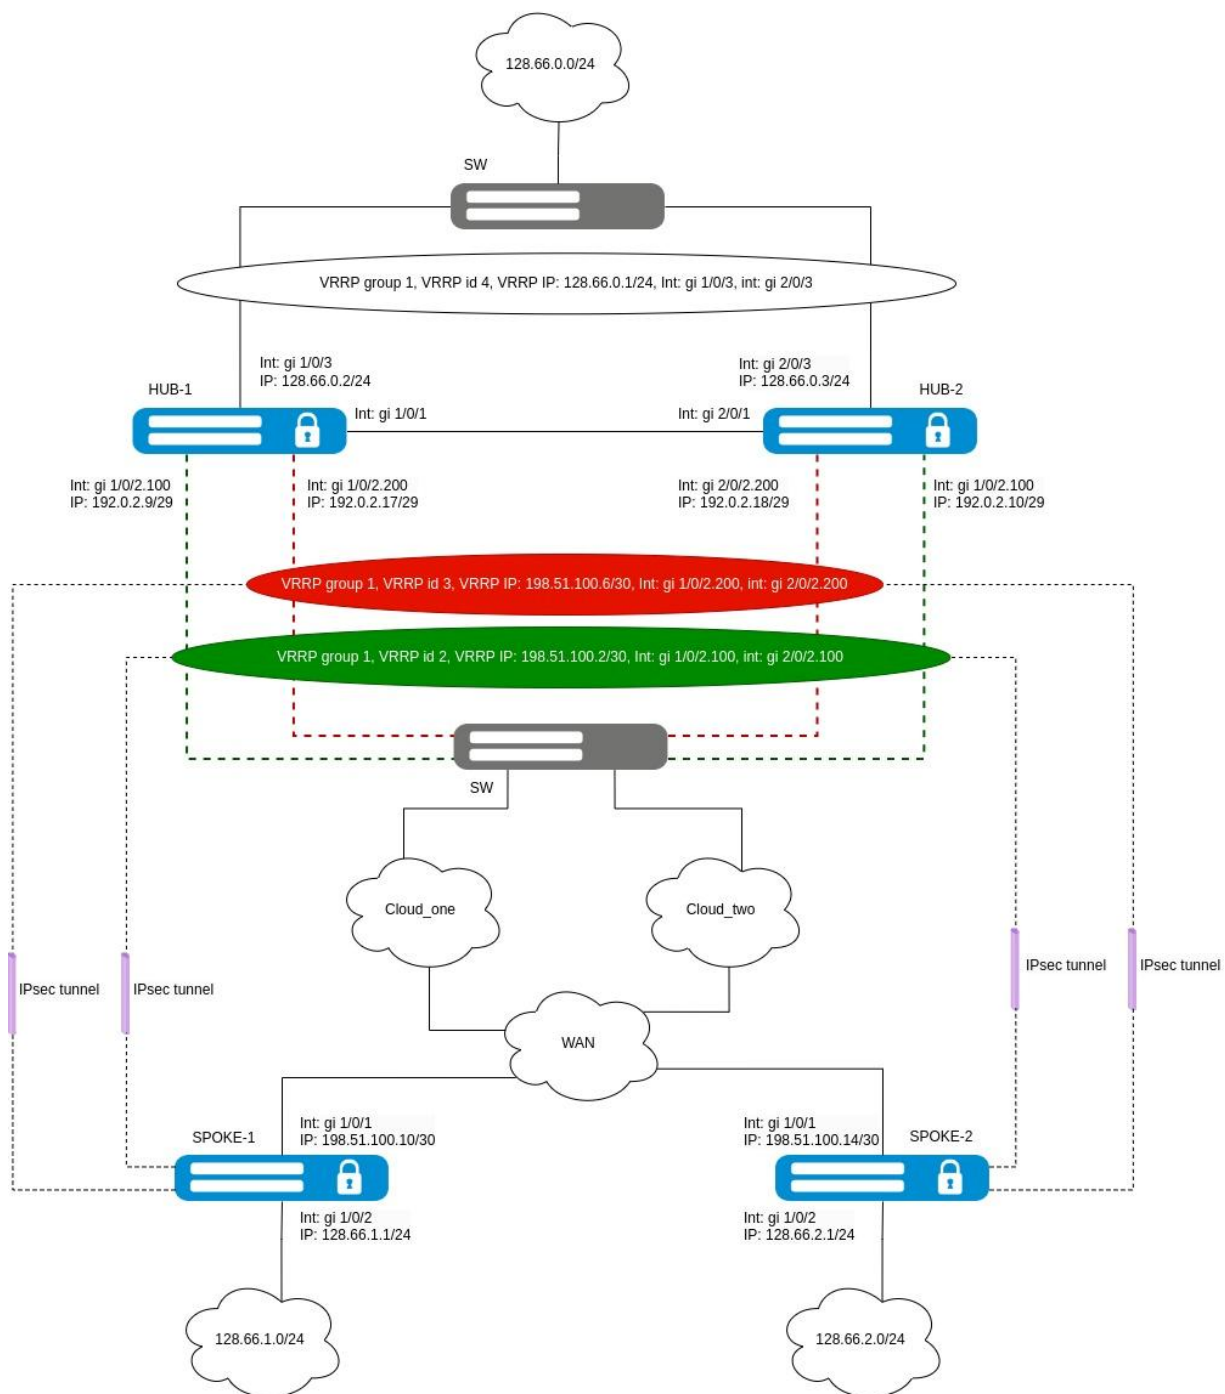 128.66.0.0/24
SW
VRRP group 1, VRRP id 4, VRRP IP: 128.66.0.1/24, Int: gi 1/0/3, int: gi 2/0/3
Int: gi 1/0/3
IP: 128.66.0.2/24
Int: gi 2/0/3
IP: 128.66.0.3/24
HUB-1
HUB-2
Int: gi 1/0/1
Int: gi 2/0/1
Int: gi 1/0/2.100
IP: 192.0.2.9/29
Int: gi 1/0/2.200
IP: 192.0.2.17/29
Int: gi 2/0/2.200
IP: 192.0.2.18/29
Int: gi 1/0/2.100
IP: 192.0.2.10/29
VRRP group 1, VRRP id 3, VRRP IP: 198.51.100.6/30, Int: gi 1/0/2.200, int: gi 2/0/2.200
VRRP group 1, VRRP id 2, VRRP IP: 198.51.100.2/30, Int: gi 1/0/2.100, int: gi 2/0/2.100
SW
Cloud_one
Cloud_two
IPsec tunnel
IPsec tunnel
IPsec tunnel
IPsec tunnel
WAN
Int: gi 1/0/1
IP: 198.51.100.10/30
Int: gi 1/0/1
IP: 198.51.100.14/30
SPOKE-1
SPOKE-2
Int: gi 1/0/2
IP: 128.66.1.1/24
Int: gi 1/0/2
IP: 128.66.2.1/24
128.66.1.0/24
128.66.2.0/24